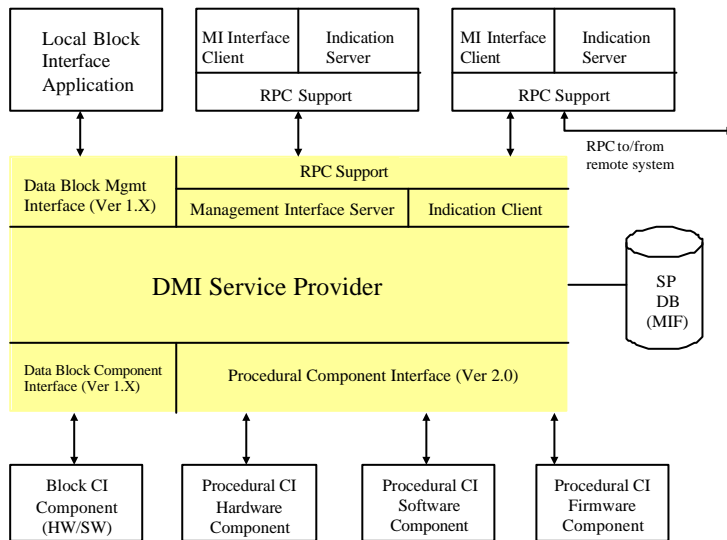 Local Block
Interface
Application
MI Interface
Client
Indication
Server
RPC Support
MI Interface
Client
Indication
Server
RPC Support
RPC to/from
remote system
Data Block Mgmt
Interface (Ver 1.X)
RPC Support
Management Interface Server
Indication Client
DMI Service Provider
SP
DB
(MIF)
Data Block Component
Interface (Ver 1.X)
Procedural Component Interface (Ver 2.0)
Block CI
Component
(HW/SW)
Procedural CI
Hardware
Component
Procedural CI
Software
Component
Procedural CI
Firmware
Component